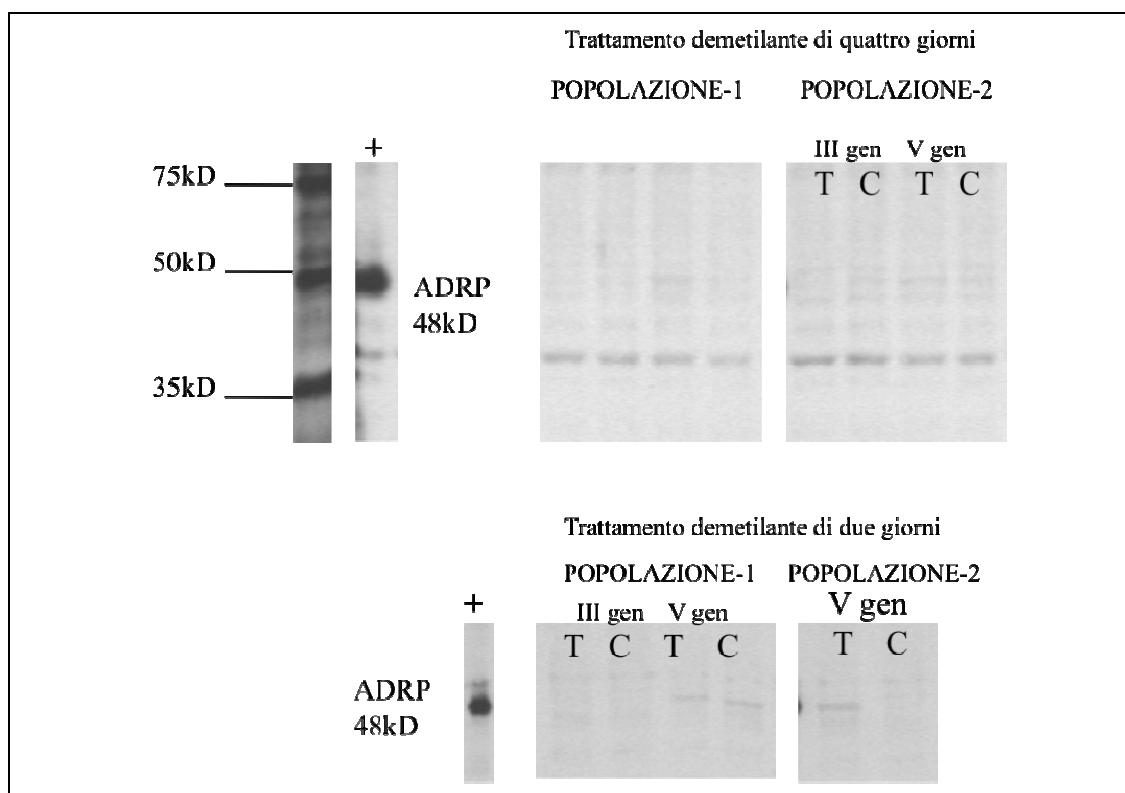 Trattamento demetilante di quattro giorni
POPOLAZIONE-1 POPOLAZIONE-2
III gen V gen
+
T C T C
75kD
50kD
ADRP
48kD
35kD
Trattamento demetilante di due giorni
POPOLAZIONE-1 POPOLAZIONE-2
+ III gen V gen V gen
T C T C T C
ADRP
48kD